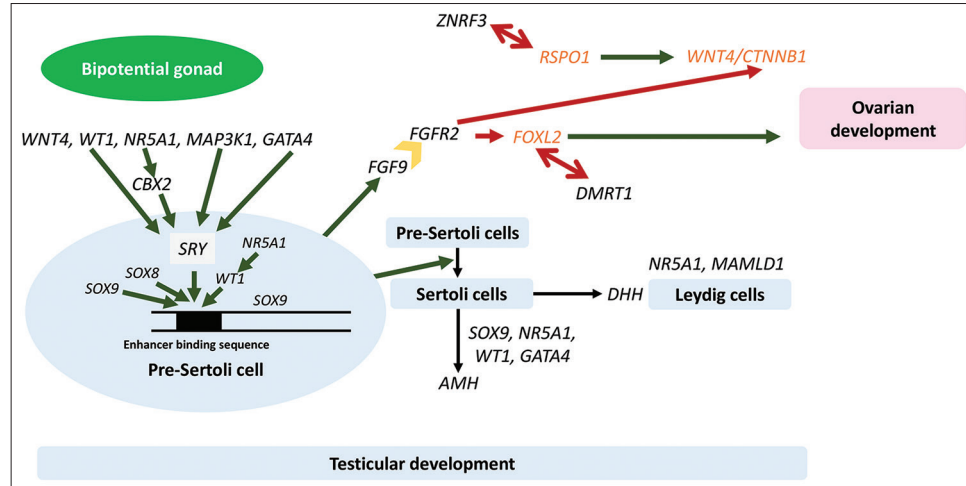 Bipotential gonad
ZNRF3
RSPO1
WNT4/CTNNB1
Ovarian
development
WNT4, WT1, NR5A1, MAP3K1, GATA4
CBX2
FGF9
FGFR2
FOXL2
DMRT1
SRY
NR5A1
SOX8
WT1
SOX9
SOX9
Enhancer binding sequence
Pre-Sertoli cell
Pre-Sertoli cells
Sertoli cells
DHH
NR5A1, MAMLD1
Leydig cells
SOX9, NR5A1,
WT1, GATA4
AMH
Testicular development